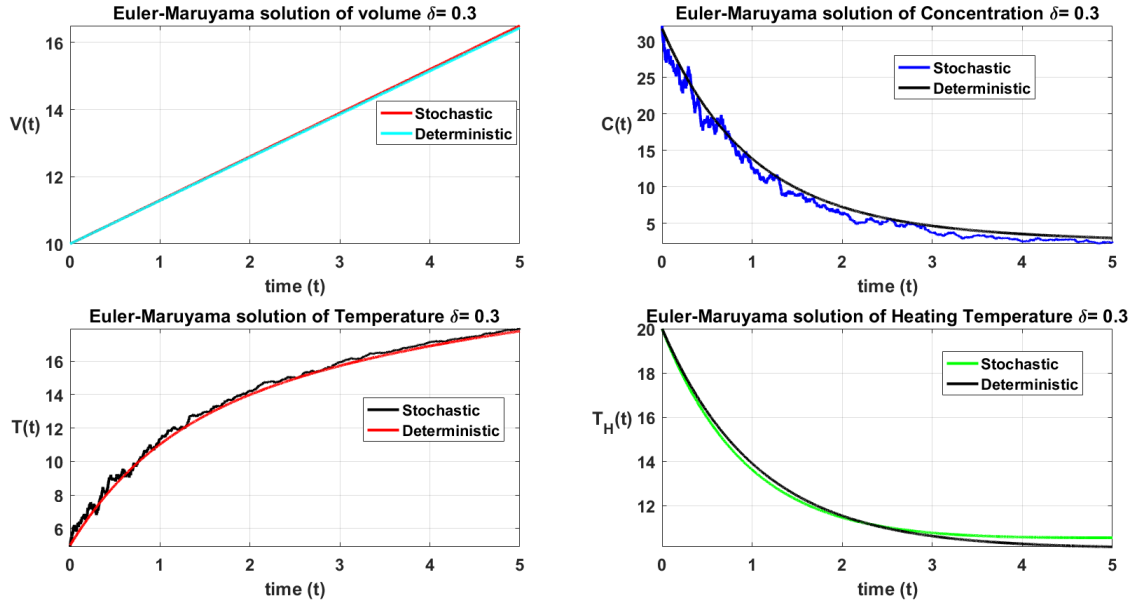 Euler-Maruyama solution of volume δ= 0.3
16
14
12
10
V(t)
Stochastic
Deterministic
0 1 2 3 4 5
time (t)
Euler-Maruyama solution of Concentration δ= 0.3
30
25
20
15
10
5
C(t)
Stochastic
Deterministic
0 1 2 3 4 5
time (t)
Euler-Maruyama solution of Temperature δ= 0.3
16
14
12
10
8
6
T(t)
Stochastic
Deterministic
0 1 2 3 4 5
time (t)
Euler-Maruyama solution of Heating Temperature δ= 0.3
20
18
16
14
12
T_H(t)
Stochastic
Deterministic
0 1 2 3 4 5
time (t)